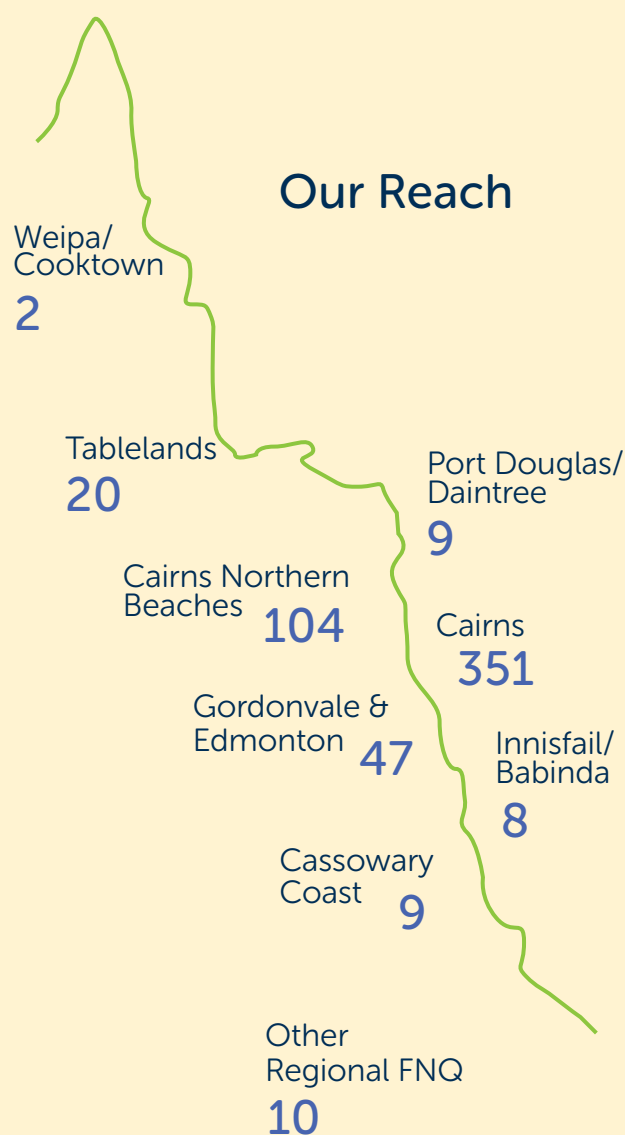 Our Reach
Weipa/
Cooktown
2
Tablelands
20
Port Douglas/
Daintree
9
Cairns Northern
Beaches 104
Cairns
351
Gordonvale &
Edmonton 47
Innisfail/
Babinda
8
Cassowary
Coast 9
Other
Regional FNQ
10